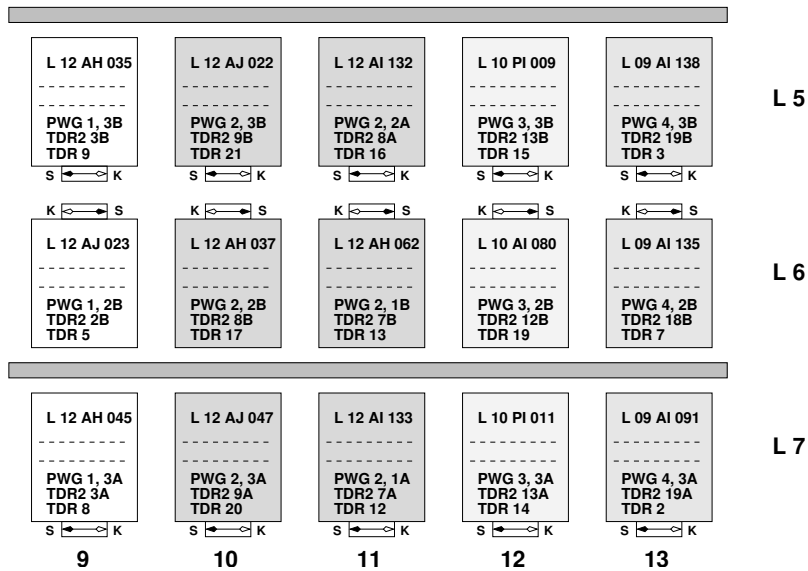 L 12 AH 035 L 12 AJ 022 L 12 AI 132 L 10 PI 009 L 09 AI 138
L 5
PWG 1, 3B PWG 2, 3B PWG 2, 2A PWG 3, 3B PWG 4, 3B
TDR2 3B TDR2 9B TDR2 8A TDR2 13B TDR2 19B
TDR 9 TDR 21 TDR 16 TDR 15 TDR 3
S K S K S K S K S K
K S K S K S K S K S
L 12 AJ 023 L 12 AH 037 L 12 AH 062 L 10 AI 080 L 09 AI 135
L 6
PWG 1, 2B PWG 2, 2B PWG 2, 1B PWG 3, 2B PWG 4, 2B
TDR2 2B TDR2 8B TDR2 7B TDR2 12B TDR2 18B
TDR 5 TDR 17 TDR 13 TDR 19 TDR 7
L 12 AH 045 L 12 AJ 047 L 12 AI 133 L 10 PI 011 L 09 AI 091
L 7
PWG 1, 3A PWG 2, 3A PWG 2, 1A PWG 3, 3A PWG 4, 3A
TDR2 3A TDR2 9A TDR2 7A TDR2 13A TDR2 19A
TDR 8 TDR 20 TDR 12 TDR 14 TDR 2
S K S K S K S K S K
9 10 11 12 13